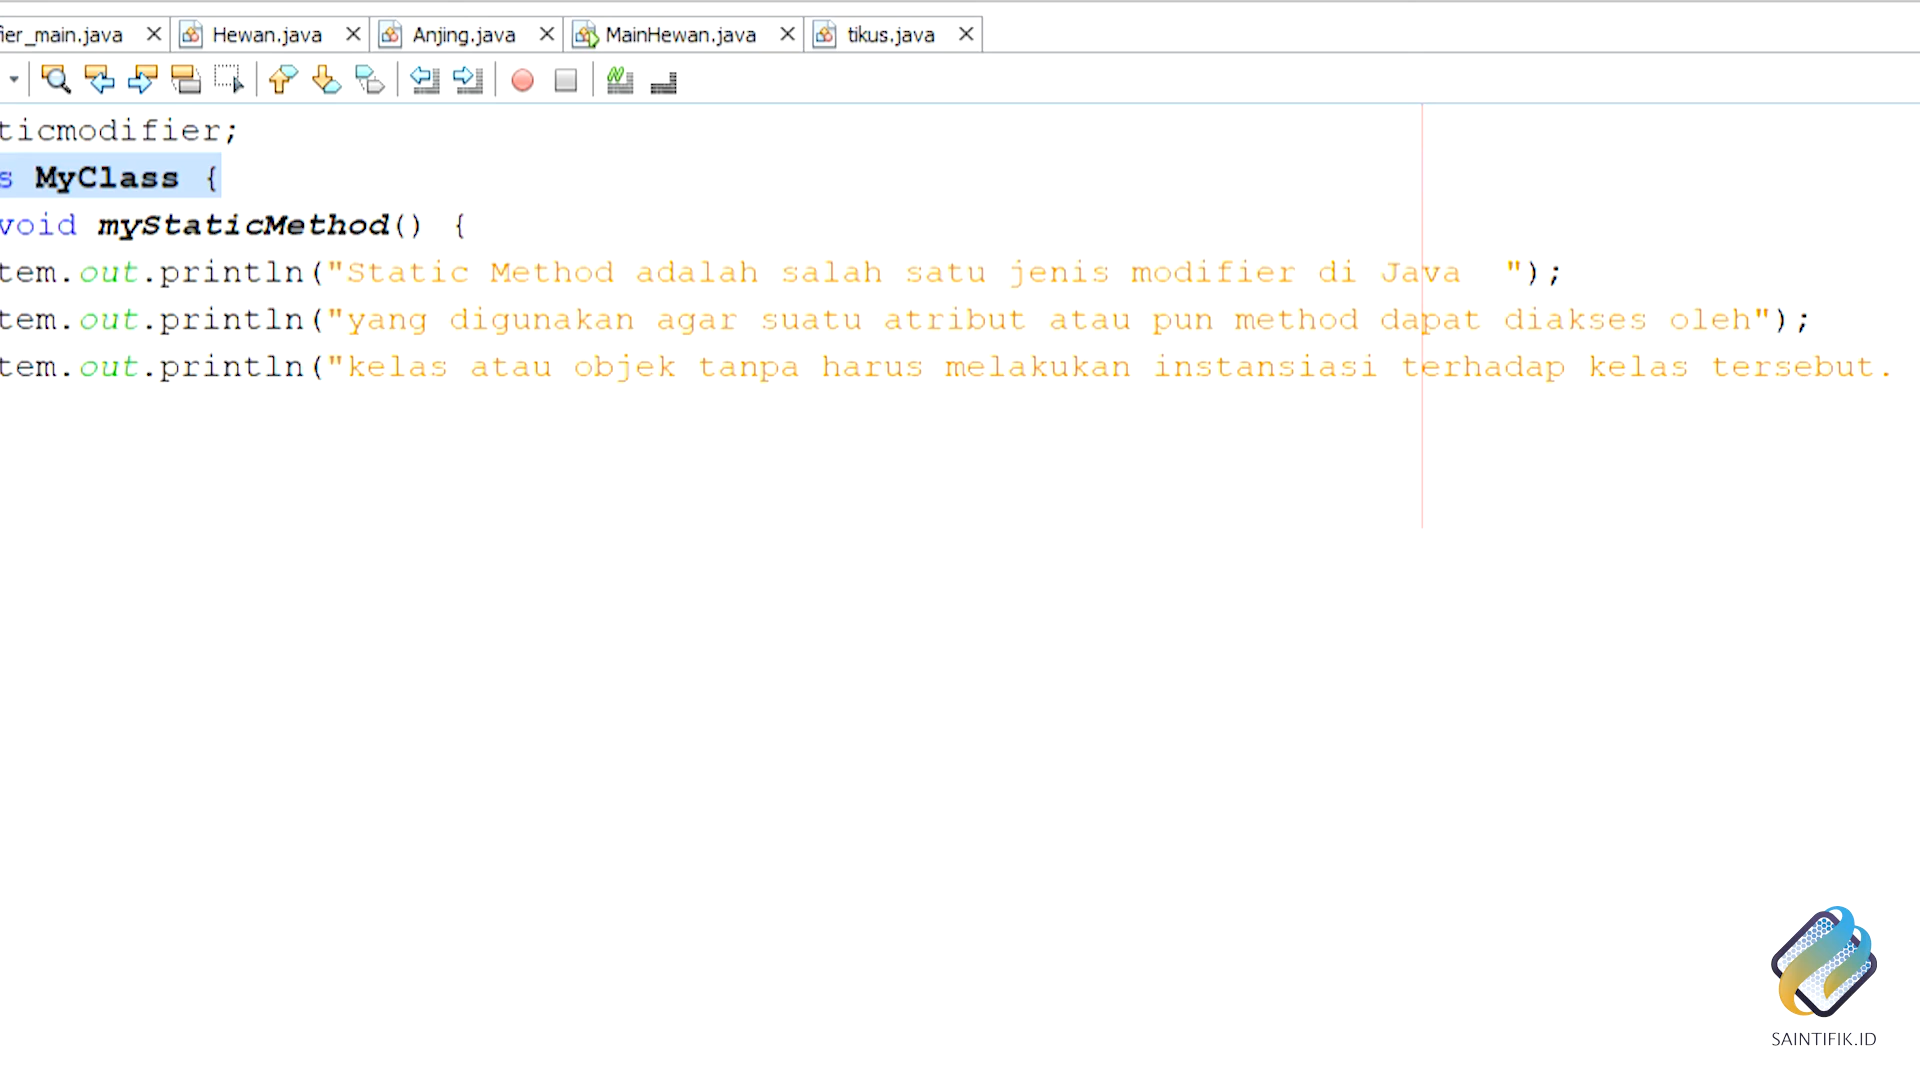 fier_main.java Hewan.java Anjing.java MainHewan.java tikus.java
ticmodifier;
s MyClass {
void myStaticMethod() {
tem.out.println("Static Method adalah salah satu jenis modifier di Java  ");
tem.out.println("yang digunakan agar suatu atribut atau pun method dapat diakses oleh");
tem.out.println("kelas atau objek tanpa harus melakukan instansiasi terhadap kelas tersebut.
SAINTIFIK.ID